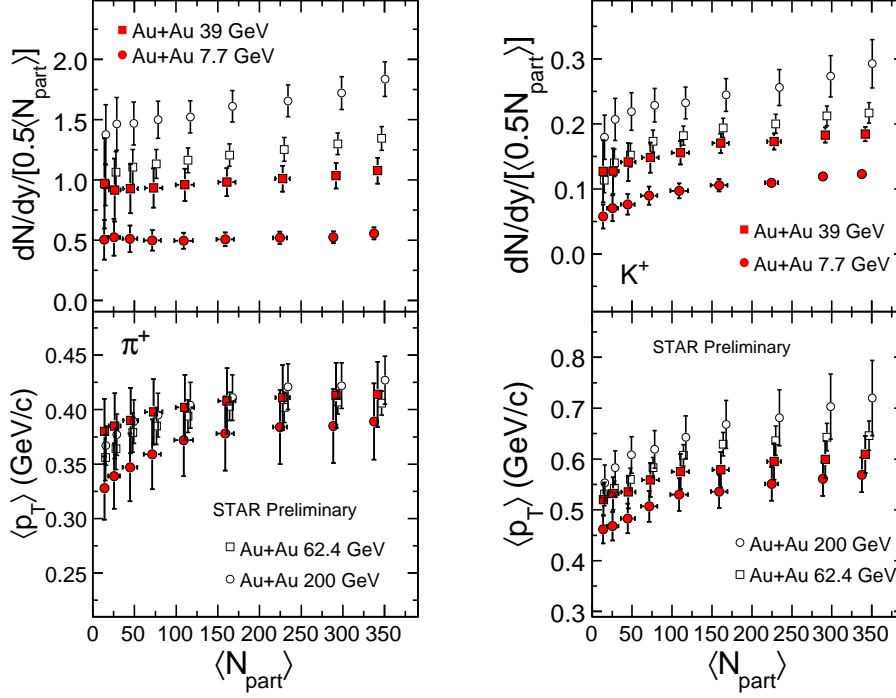 Au+Au 39 GeV
Au+Au 7.7 GeV
dN/dy/[0.5⟨N_part⟩]
2.0
1.5
1.0
0.5
0.0
π⁺
⟨p_T⟩ (GeV/c)
0.45
0.40
0.35
0.30
0.25
STAR Preliminary
Au+Au 62.4 GeV
Au+Au 200 GeV
0 50 100 150 200 250 300 350
⟨N_part⟩
dN/dy/[⟨0.5N_part⟩]
0.3
0.2
0.1
0.0
Au+Au 39 GeV
Au+Au 7.7 GeV
K⁺
STAR Preliminary
⟨p_T⟩ (GeV/c)
0.8
0.7
0.6
0.5
0.4
0.3
Au+Au 200 GeV
Au+Au 62.4 GeV
0 50 100 150 200 250 300 350
⟨N_part⟩